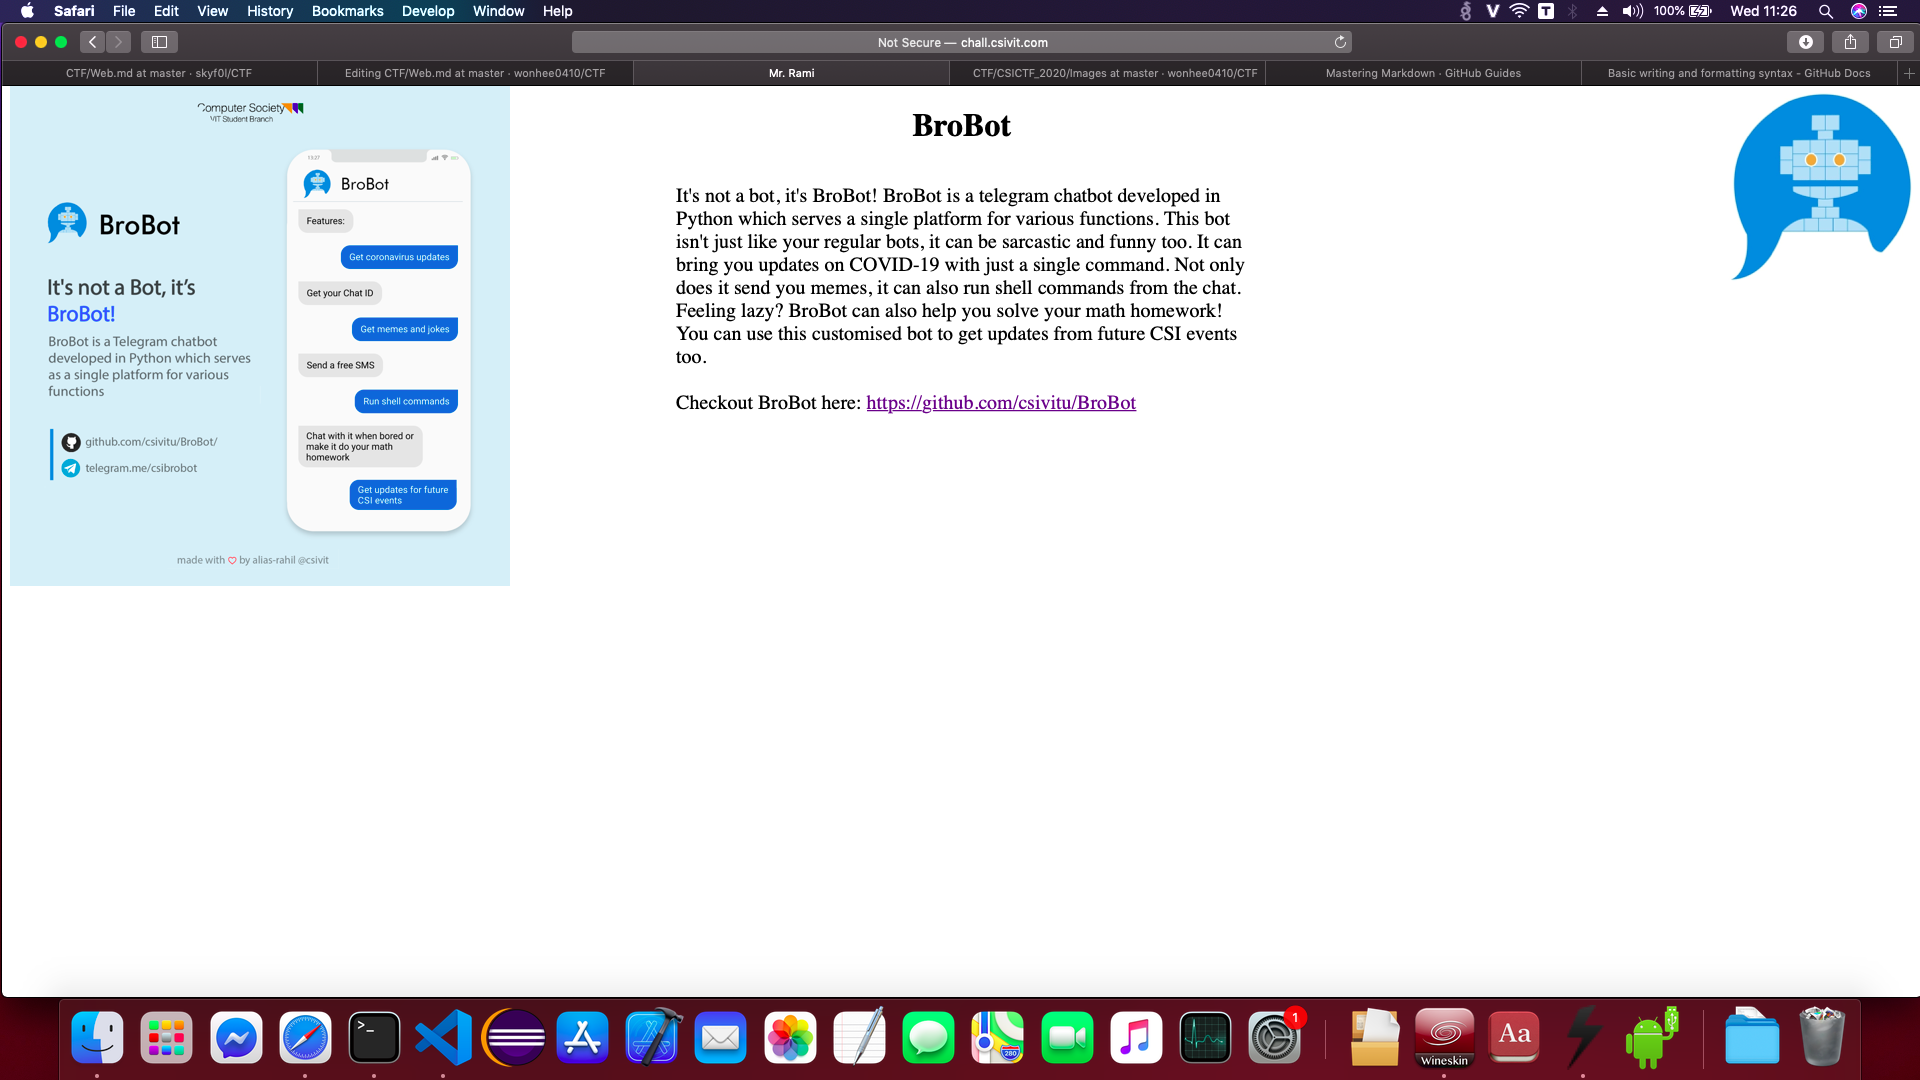 Safari File Edit View History Bookmarks Develop Window Help
V T 100% Wed 11:26
Not Secure — chall.csivit.com
CTF/Web.md at master · skyf0l/CTF
Editing CTF/Web.md at master · wonhee0410/CTF
Mr. Rami
CTF/CSICTF_2020/Images at master · wonhee0410/CTF
Mastering Markdown · GitHub Guides
Basic writing and formatting syntax - GitHub Docs
Computer Society
VIT Student Branch
BroBot
It's not a Bot, it's
BroBot!
BroBot is a Telegram chatbot
developed in Python which serves
as a single platform for various
functions
github.com/csivitu/BroBot/
telegram.me/csibrobot
13:27
BroBot
Features:
Get coronavirus updates
Get your Chat ID
Get memes and jokes
Send a free SMS
Run shell commands
Chat with it when bored or
make it do your math
homework
Get updates for future
CSI events
made with ♡ by alias-rahil @csivit
BroBot
It's not a bot, it's BroBot! BroBot is a telegram chatbot developed in
Python which serves a single platform for various functions. This bot
isn't just like your regular bots, it can be sarcastic and funny too. It can
bring you updates on COVID-19 with just a single command. Not only
does it send you memes, it can also run shell commands from the chat.
Feeling lazy? BroBot can also help you solve your math homework!
You can use this customised bot to get updates from future CSI events
too.
Checkout BroBot here: https://github.com/csivitu/BroBot
>_
280
1
Wineskin
Aa